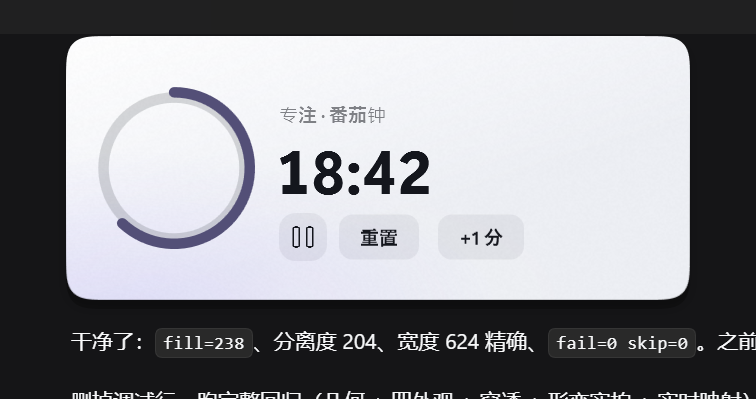 专注 · 番茄钟
18:42
重置 +1 分
干净了：fill=238、分离度 204、宽度 624 精确、fail=0 skip=0。之前